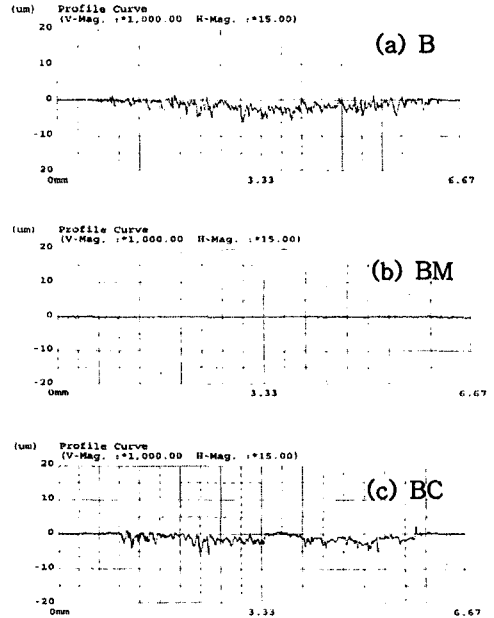 (um) Profile Curve
(V-Mag. :*1,000.00 H-Mag. :*15.00)
20
(a) B
10
0
-10
20
0mm 3.33 6.67
(um) Profile Curve
(V-Mag. :*1,000.00 H-Mag. :*15.00)
20
(b) BM
10
0
-10
-20
0mm 3.33 6.67
(um) Profile Curve
(V-Mag. :*1,000.00 H-Mag. :*15.00)
20
(c) BC
10
0
-10
-20
0mm 3.33 6.67